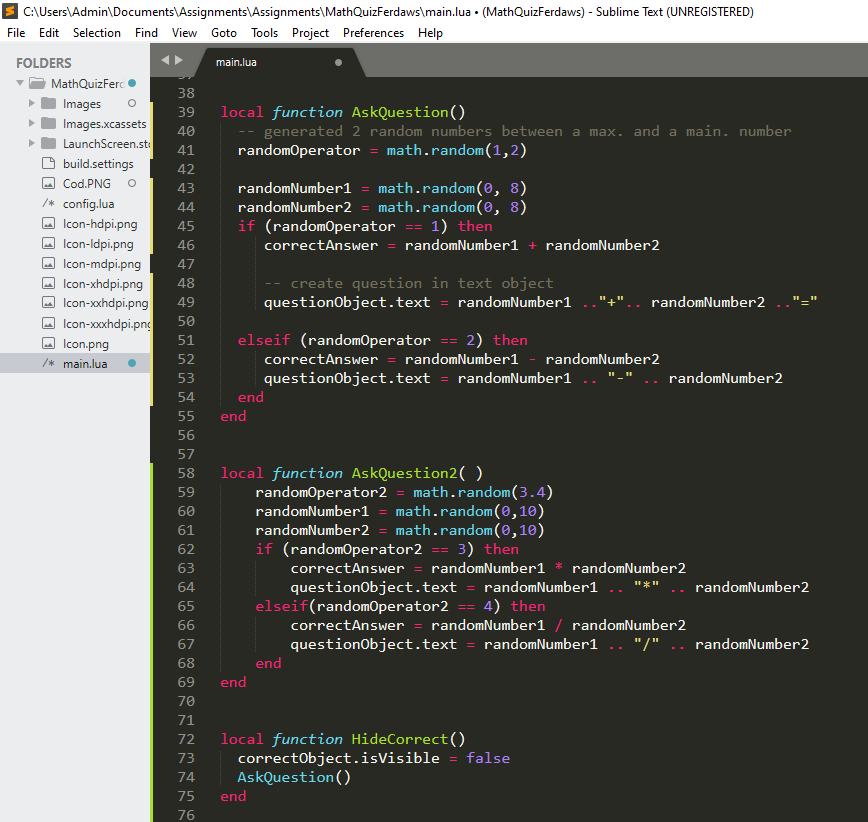 C:\Users\Admin\Documents\Assignments\Assignments\MathQuizFerdaws\main.lua • (MathQuizFerdaws) - Sublime Text (UNREGISTERED)
File Edit Selection Find View Goto Tools Project Preferences Help
FOLDERS
MathQuizFerd
Images
Images.xcassets
LaunchScreen.sto
build.settings
Cod.PNG
/* config.lua
Icon-hdpi.png
Icon-ldpi.png
Icon-mdpi.png
Icon-xhdpi.png
Icon-xxhdpi.png
Icon-xxxhdpi.png
Icon.png
/* main.lua
main.lua
37
38
39 local function AskQuestion()
40 -- generated 2 random numbers between a max. and a main. number
41 randomOperator = math.random(1,2)
42
43 randomNumber1 = math.random(0, 8)
44 randomNumber2 = math.random(0, 8)
45 if (randomOperator == 1) then
46 correctAnswer = randomNumber1 + randomNumber2
47
48 -- create question in text object
49 questionObject.text = randomNumber1 .."+".. randomNumber2 .."="
50
51 elseif (randomOperator == 2) then
52 correctAnswer = randomNumber1 - randomNumber2
53 questionObject.text = randomNumber1 .. "-" .. randomNumber2
54 end
55 end
56
57
58 local function AskQuestion2( )
59 randomOperator2 = math.random(3.4)
60 randomNumber1 = math.random(0,10)
61 randomNumber2 = math.random(0,10)
62 if (randomOperator2 == 3) then
63 correctAnswer = randomNumber1 * randomNumber2
64 questionObject.text = randomNumber1 .. "*" .. randomNumber2
65 elseif(randomOperator2 == 4) then
66 correctAnswer = randomNumber1 / randomNumber2
67 questionObject.text = randomNumber1 .. "/" .. randomNumber2
68 end
69 end
70
71
72 local function HideCorrect()
73 correctObject.isVisible = false
74 AskQuestion()
75 end
76